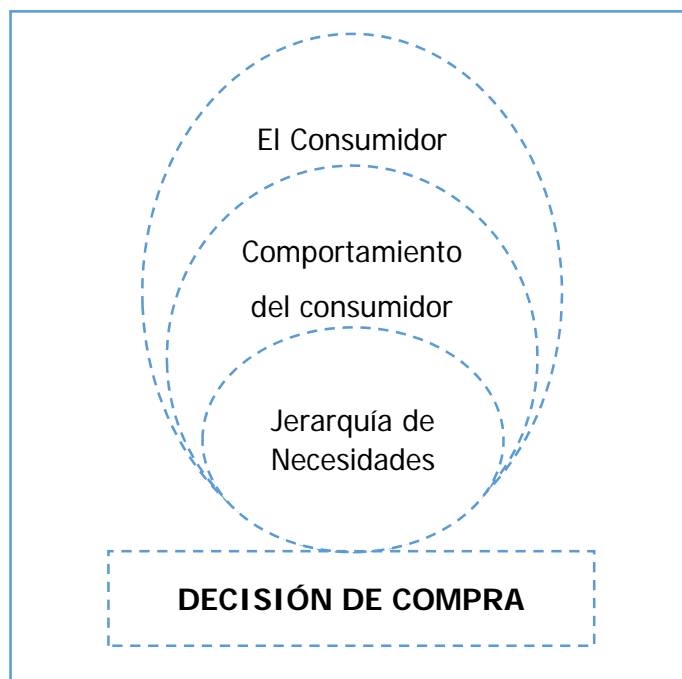 El Consumidor
Comportamiento
del consumidor
Jerarquía de
Necesidades
DECISIÓN DE COMPRA